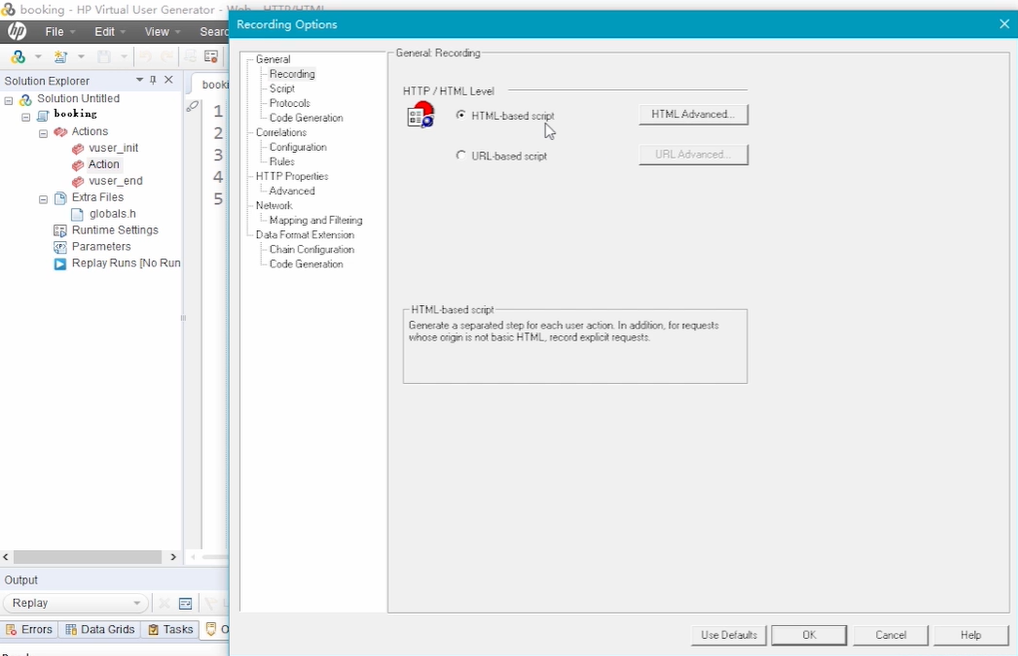 booking - HP Virtual User Generator - Web - HTTP/HTML
hp File Edit View Searc
Solution Explorer
Solution Untitled
booking
Actions
vuser_init
Action
vuser_end
Extra Files
globals.h
Runtime Settings
Parameters
Replay Runs [No Run
booki
1
2
3
4
5
Output
Replay
Errors Data Grids Tasks O
Recording Options
General
Recording
Script
Protocols
Code Generation
Correlations
Configuration
Rules
HTTP Properties
Advanced
Network
Mapping and Filtering
Data Format Extension
Chain Configuration
Code Generation
General: Recording
HTTP / HTML Level
HTML-based script HTML Advanced...
URL-based script URL Advanced...
HTML-based script
Generate a separated step for each user action. In addition, for requests
whose origin is not basic HTML, record explicit requests.
Use Defaults OK Cancel Help